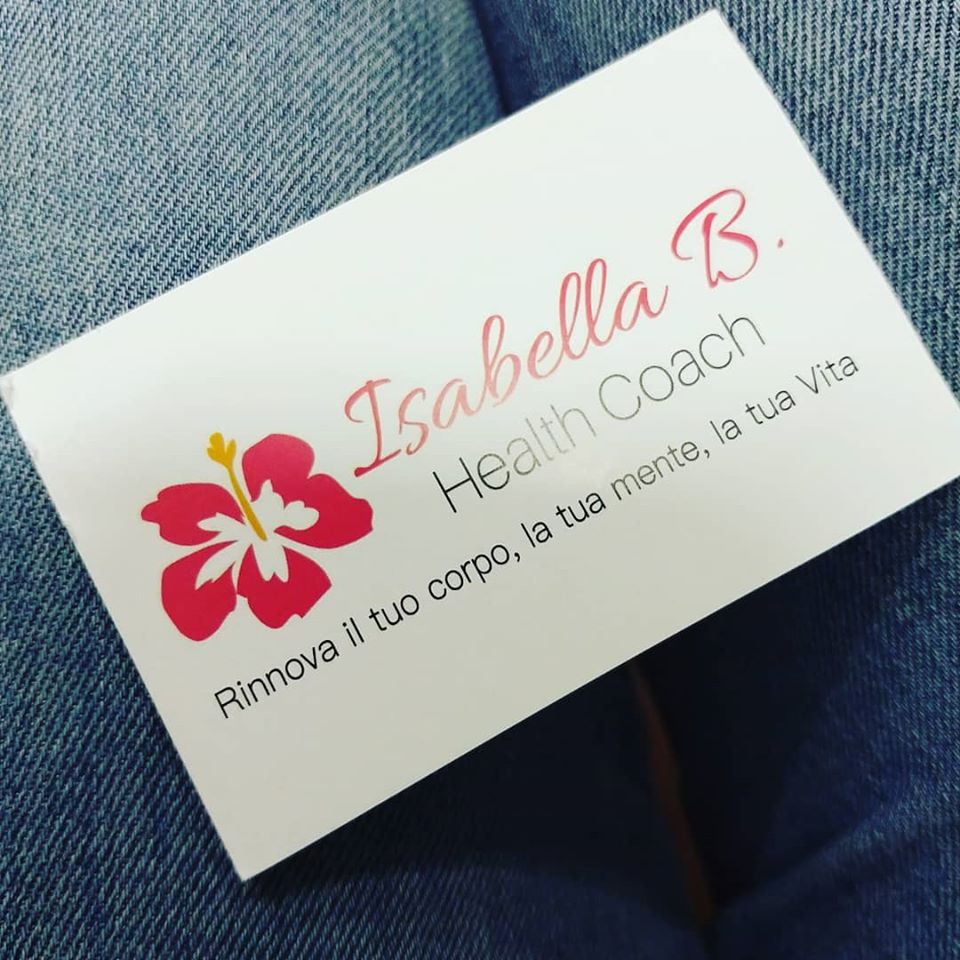 Isabella B.
Health Coach
Rinnova il tuo corpo, la tua mente, la tua Vita